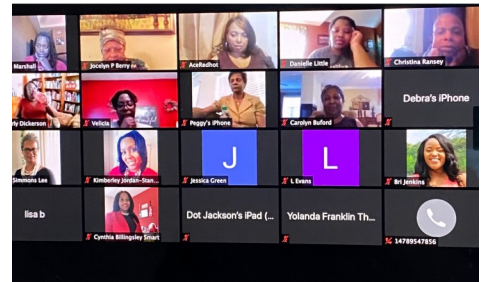 Marshall
Jocelyn P Berry
AceRedhot
Danielle Little
Christina Ransey
rly Dickerson
Velicia
Peggy's iPhone
Carolyn Buford
Debra's iPhone
Simmons Lee
Kimberley Jordan-Stan...
J
Jessica Green
L
L Evans
Bri Jenkins
lisa b
Cynthia Billingsley Smart
Dot Jackson's iPad (...
Yolanda Franklin Th...
14789547856